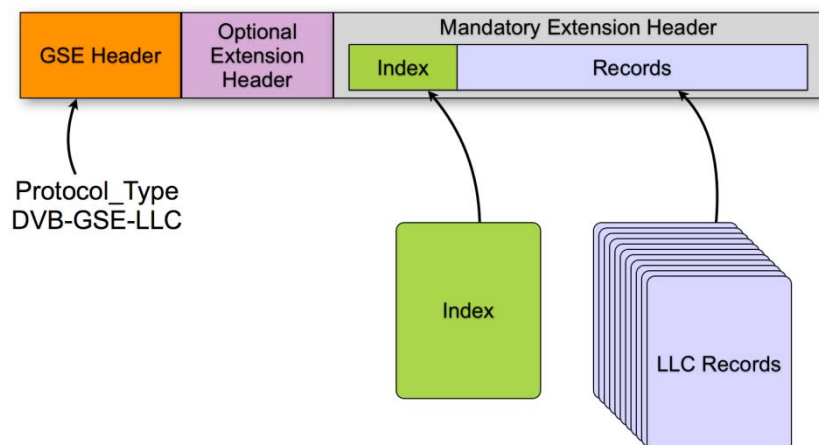 GSE Header
Optional
Extension
Header
Mandatory Extension Header
Index
Records
Protocol_Type
DVB-GSE-LLC
Index
LLC Records